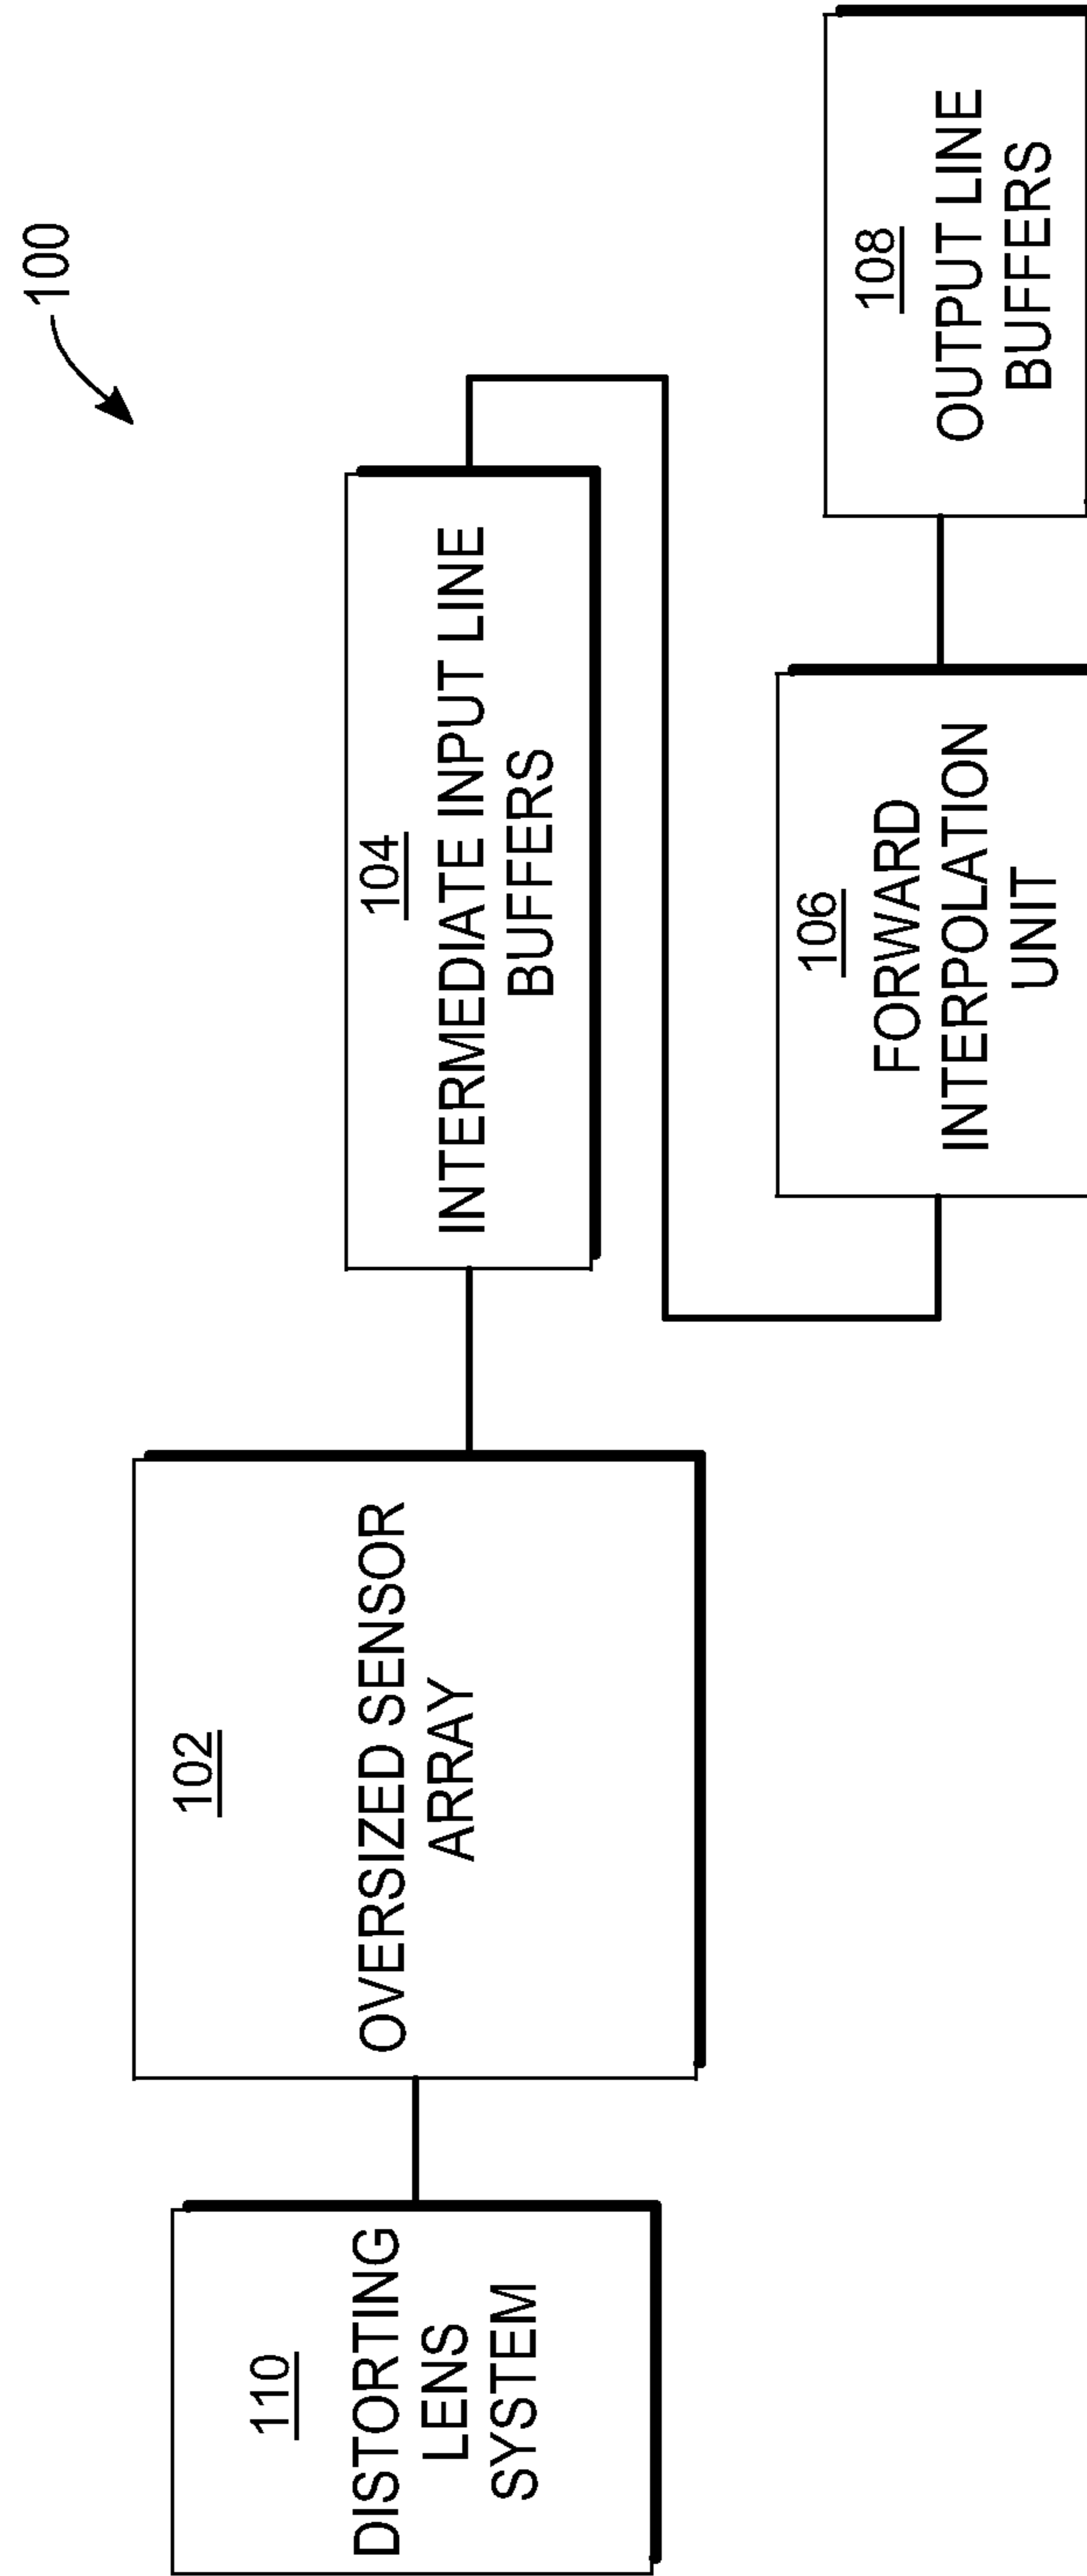 100
110
DISTORTING
LENS
SYSTEM
102
OVERSIZED SENSOR
ARRAY
104
INTERMEDIATE INPUT LINE
BUFFERS
106
FORWARD
INTERPOLATION
UNIT
108
OUTPUT LINE
BUFFERS